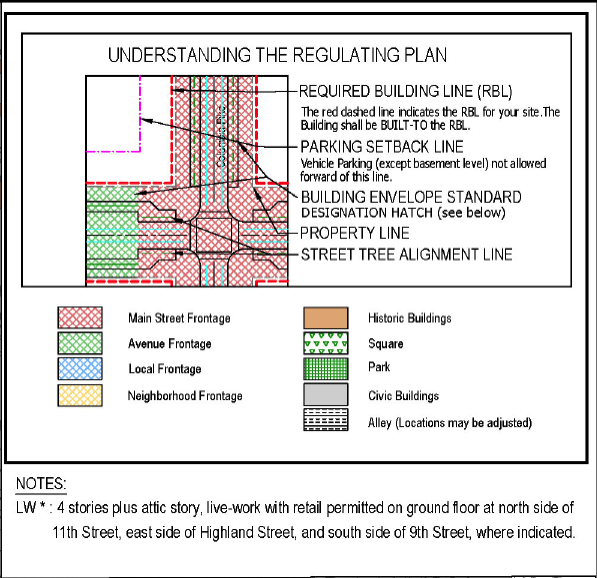 UNDERSTANDING THE REGULATING PLAN
REQUIRED BUILDING LINE (RBL)
The red dashed line indicates the RBL for your site.The
Building shall be BUILT-TO the RBL.
PARKING SETBACK LINE
Vehicle Parking (except basement level) not allowed
forward of this line.
BUILDING ENVELOPE STANDARD
DESIGNATION HATCH (see below)
PROPERTY LINE
STREET TREE ALIGNMENT LINE
Columbia Pike
Main Street Frontage
Avenue Frontage
Local Frontage
Neighborhood Frontage
Historic Buildings
Square
Park
Civic Buildings
Alley (Locations may be adjusted)
NOTES:
LW * : 4 stories plus attic story, live-work with retail permitted on ground floor at north side of
11th Street, east side of Highland Street, and south side of 9th Street, where indicated.